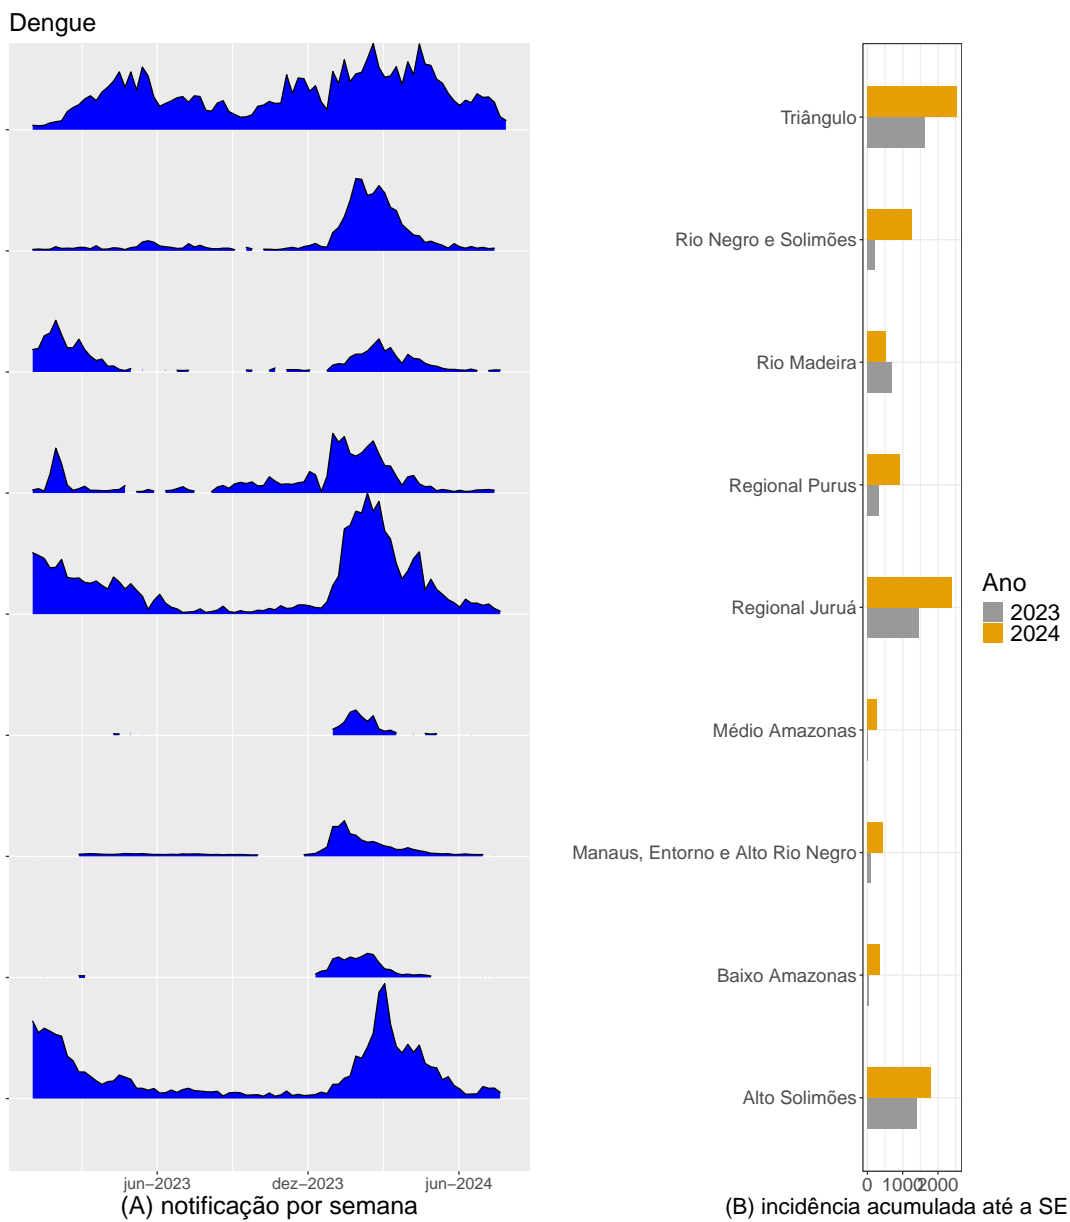 Dengue
Triângulo
Rio Negro e Solimões
Rio Madeira
Regional Purus
Regional Juruá
Médio Amazonas
Manaus, Entorno e Alto Rio Negro
Baixo Amazonas
Alto Solimões
Ano
2023
2024
jun−2023 dez−2023 jun−2024
(A) notificação por semana
0 1000 2000
(B) incidência acumulada até a SE